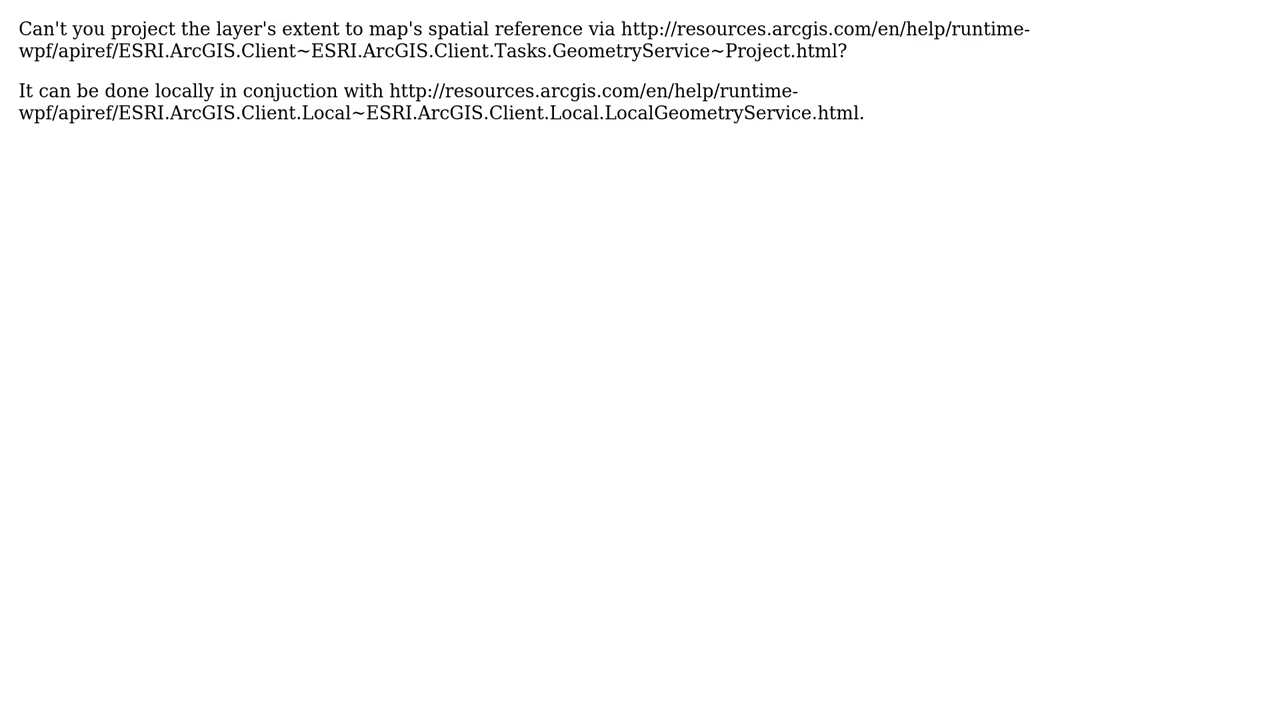 Can't you project the layer's extent to map's spatial reference via http://resources.arcgis.com/en/help/runtime-
wpf/apiref/ESRI.ArcGIS.Client~ESRI.ArcGIS.Client.Tasks.GeometryService~Project.html?
It can be done locally in conjuction with http://resources.arcgis.com/en/help/runtime-
wpf/apiref/ESRI.ArcGIS.Client.Local~ESRI.ArcGIS.Client.Local.LocalGeometryService.html.